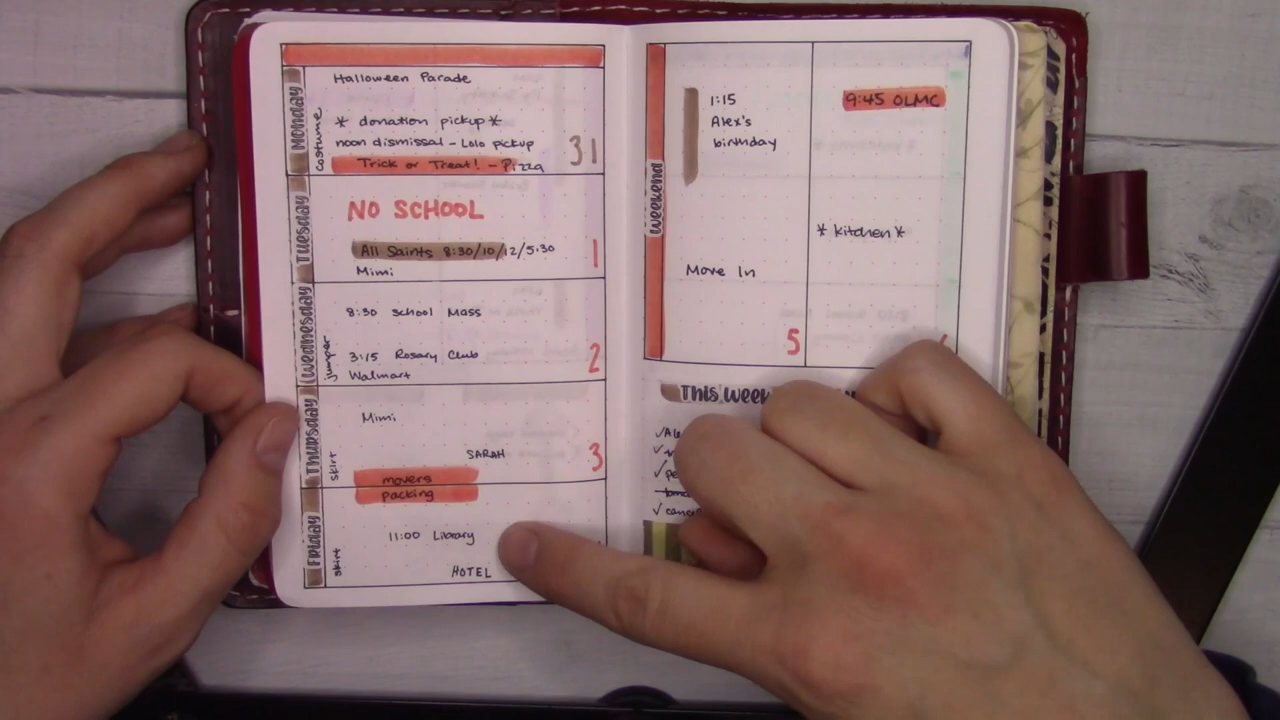 Monday
costume
Halloween Parade
* donation pickup *
noon dismissal - Lolo pickup
Trick or Treat! - Pizza
31
Tuesday
NO SCHOOL
All Saints 8:30/10/12/5:30
Mimi
1
Wednesday
jumper
8:30 School Mass
3:15 Rosary Club
Walmart
2
Thursday
skirt
Mimi
SARAH
3
movers
packing
Friday
skirt
11:00 Library
HOTEL
Weekend
1:15
Alex's
birthday
Move In
5
9:45 OLMC
* kitchen *
This week